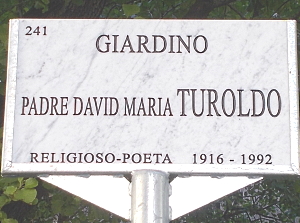 241
GIARDINO
PADRE DAVID MARIA TUROLDO
RELIGIOSO-POETA 1916 - 1992